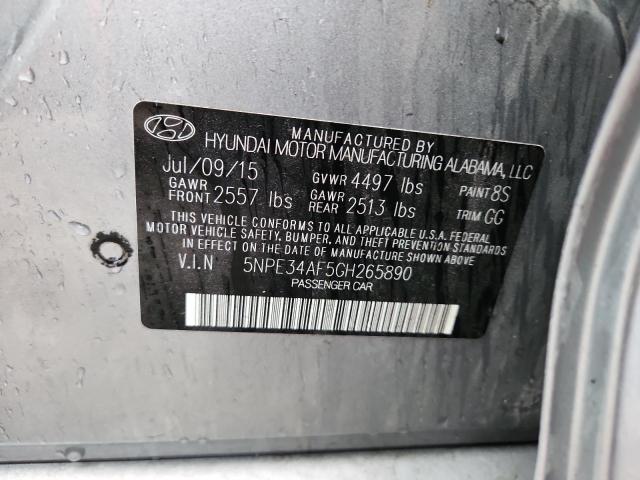 MANUFACTURED BY
HYUNDAI MOTOR MANUFACTURING ALABAMA, LLC
Jul/09/15 GVWR 4497 lbs PAINT 8S
GAWR FRONT 2557 lbs GAWR REAR 2513 lbs TRIM GG
THIS VEHICLE CONFORMS TO ALL APPLICABLE U.S.A. FEDERAL
MOTOR VEHICLE SAFETY, BUMPER, AND THEFT PREVENTION STANDARDS
IN EFFECT ON THE DATE OF MANUFACTURE SHOWN ABOVE.
V.I.N 5NPE34AF5GH265890
PASSENGER CAR